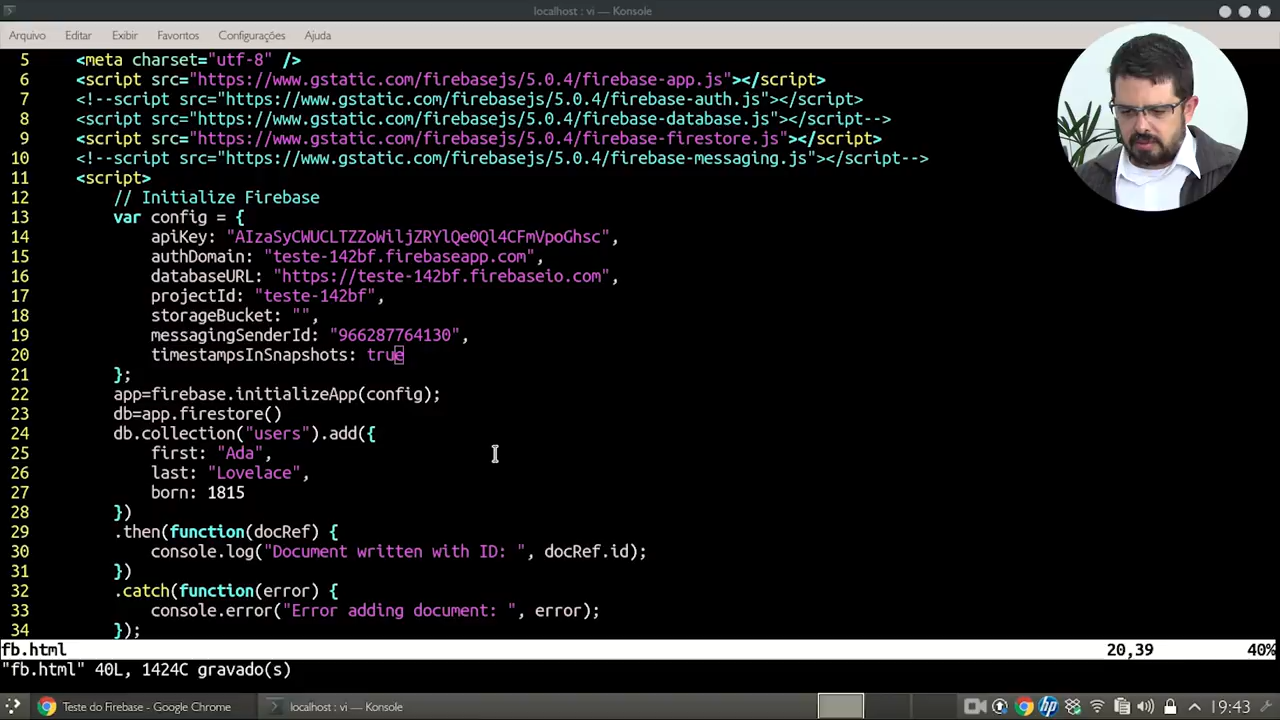 localhost : vi — Konsole
Arquivo Editar Exibir Favoritos Configurações Ajuda
5 <meta charset="utf-8" />
6 <script src="https://www.gstatic.com/firebasejs/5.0.4/firebase-app.js"></script>
7 <!--script src="https://www.gstatic.com/firebasejs/5.0.4/firebase-auth.js"></script>
8 <script src="https://www.gstatic.com/firebasejs/5.0.4/firebase-database.js"></script-->
9 <script src="https://www.gstatic.com/firebasejs/5.0.4/firebase-firestore.js"></script>
10 <!--script src="https://www.gstatic.com/firebasejs/5.0.4/firebase-messaging.js"></script-->
11 <script>
12 // Initialize Firebase
13 var config = {
14 apiKey: "AIzaSyCWUCLTZZoWiljZRYlQe0Ql4CFmVpoGhsc",
15 authDomain: "teste-142bf.firebaseapp.com",
16 databaseURL: "https://teste-142bf.firebaseio.com",
17 projectId: "teste-142bf",
18 storageBucket: "",
19 messagingSenderId: "966287764130",
20 timestampsInSnapshots: true
21 };
22 app=firebase.initializeApp(config);
23 db=app.firestore()
24 db.collection("users").add({
25 first: "Ada",
26 last: "Lovelace",
27 born: 1815
28 })
29 .then(function(docRef) {
30 console.log("Document written with ID: ", docRef.id);
31 })
32 .catch(function(error) {
33 console.error("Error adding document: ", error);
34 });
fb.html 20,39 40%
"fb.html" 40L, 1424C gravado(s)
Teste do Firebase - Google Chrome localhost : vi — Konsole 19:43